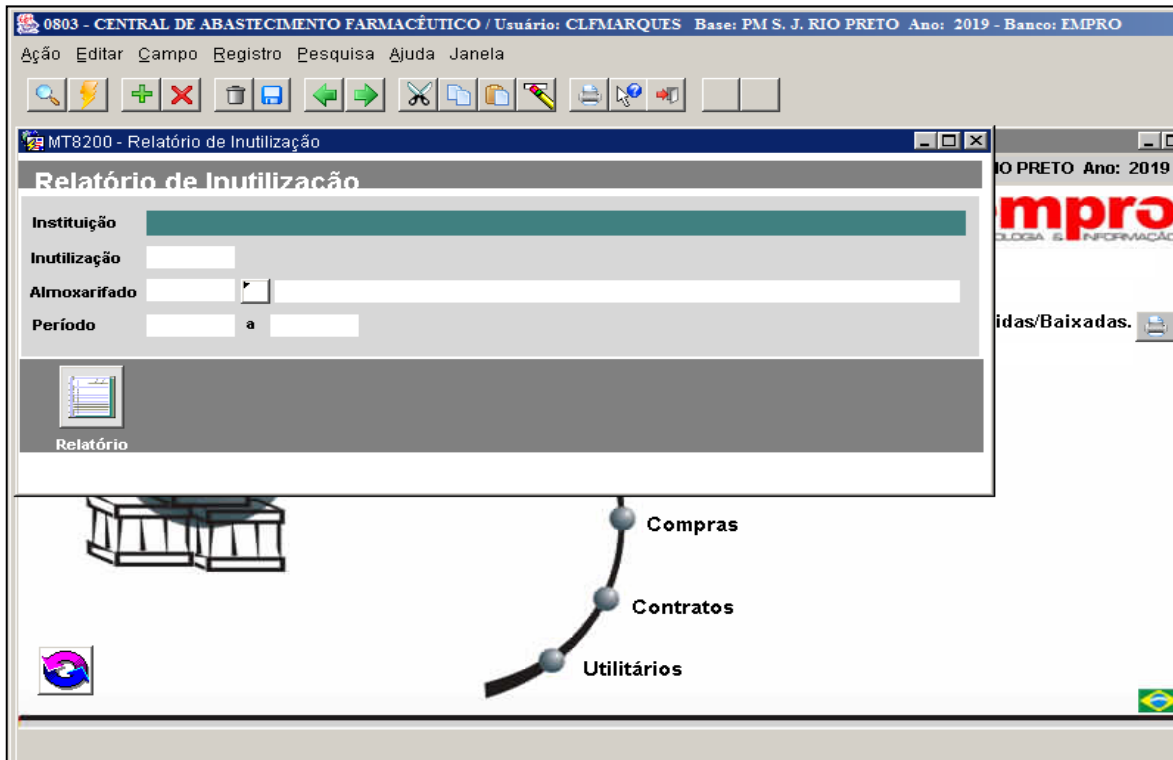 0803 - CENTRAL DE ABASTECIMENTO FARMACÊUTICO / Usuário: CLFMARQUES Base: PM S. J. RIO PRETO Ano: 2019 - Banco: EMPRO
Ação Editar Campo Registro Pesquisa Ajuda Janela
MT8200 - Relatório de Inutilização
IO PRETO Ano: 2019
Relatório de Inutilização
mpro
OLOGIA & INFORMAÇÃO
Instituição
Inutilização
Almoxarifado
Período a
idas/Baixadas.
Relatório
Compras
Contratos
Utilitários